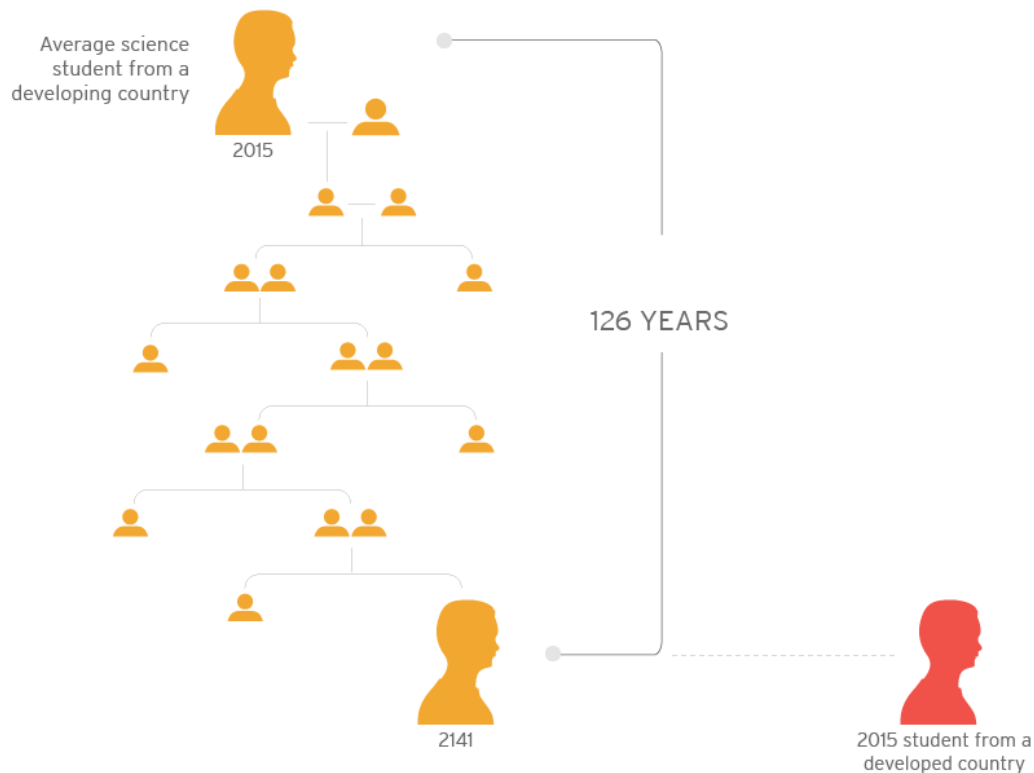 Average science
student from a
developing country
2015
126 YEARS
2141
2015 student from a
developed country